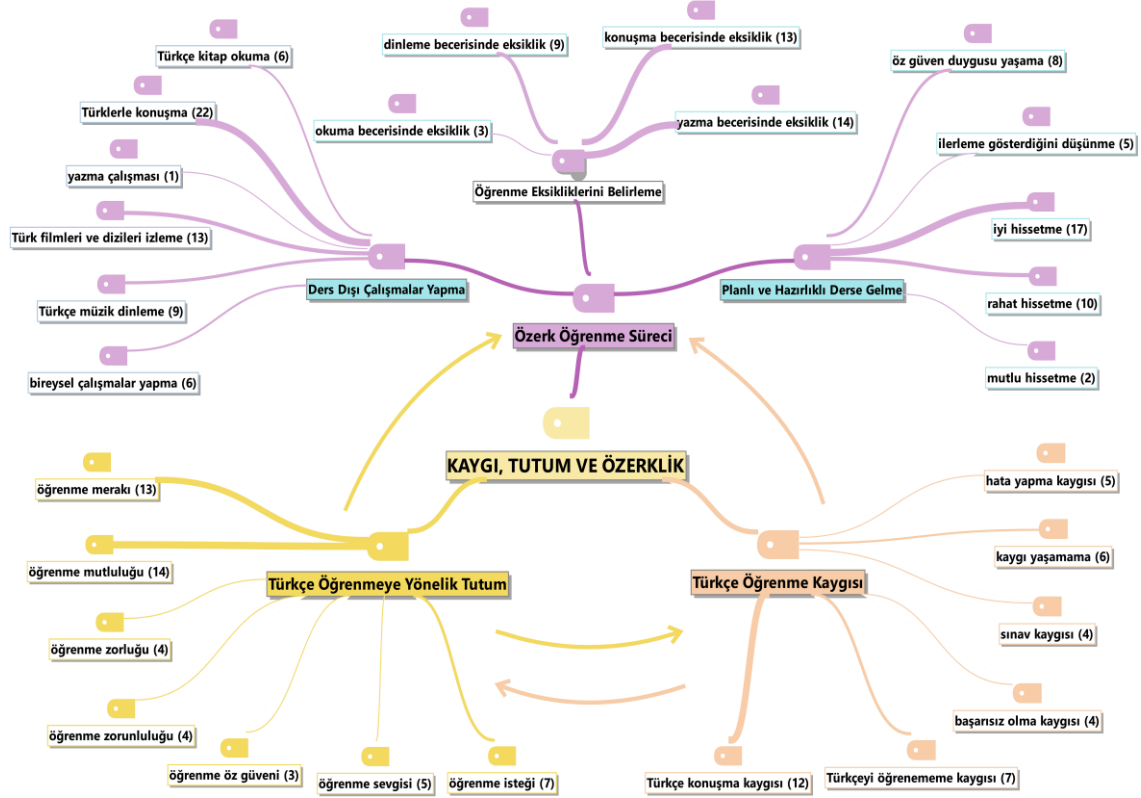 dinleme becerisinde eksiklik (9)
konuşma becerisinde eksiklik (13)
Türkçe kitap okuma (6)
öz güven duygusu yaşama (8)
Türklerle konuşma (22)
okuma becerisinde eksiklik (3)
yazma becerisinde eksiklik (14)
ilerleme gösterdiğini düşünme (5)
yazma çalışması (1)
Öğrenme Eksikliklerini Belirleme
Türk filmleri ve dizileri izleme (13)
iyi hissetme (17)
Ders Dışı Çalışmalar Yapma
Planlı ve Hazırlıklı Derse Gelme
Türkçe müzik dinleme (9)
rahat hissetme (10)
Özerk Öğrenme Süreci
bireysel çalışmalar yapma (6)
mutlu hissetme (2)
KAYGI, TUTUM VE ÖZERKLİK
öğrenme merakı (13)
hata yapma kaygısı (5)
öğrenme mutluluğu (14)
kaygı yaşamama (6)
Türkçe Öğrenmeye Yönelik Tutum
Türkçe Öğrenme Kaygısı
öğrenme zorluğu (4)
sınav kaygısı (4)
öğrenme zorunluluğu (4)
başarısız olma kaygısı (4)
öğrenme öz güveni (3)
öğrenme sevgisi (5)
öğrenme isteği (7)
Türkçe konuşma kaygısı (12)
Türkçeyi öğrenememe kaygısı (7)